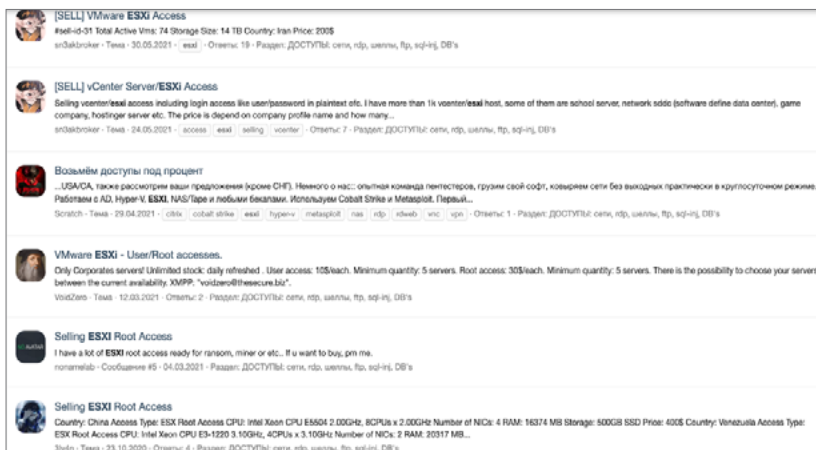 [SELL] VMware ESXi Access
#sell-id-31 Total Active Vms: 74 Storage Size: 14 TB Country: Iran Price: 200$
sn3akbroker - Тема - 30.05.2021 - esxi - Ответы: 19 - Раздел: ДОСТУПЫ: сети, rdp, шеллы, ftp, sql-inj, DB's
[SELL] vCenter Server/ESXi Access
Selling vcenter/esxi access including login access like user/password in plaintext ofc. I have more than 1k vcenter/esxi host, some of them are school server, network sddc (software define data center), game
company, hostinger server etc. The price is depend on company profile name and how many...
sn3akbroker - Тема - 24.05.2021 - access esxi selling vcenter - Ответы: 7 - Раздел: ДОСТУПЫ: сети, rdp, шеллы, ftp, sql-inj, DB's
Возьмём доступы под процент
...USA/CA, также рассмотрим ваши предложения (кроме СНГ). Немного о нас:: опытная команда пентестеров, грузим свой софт, ковыряем сети без выходных практически в круглосуточном режиме.
Работаем с AD, Hyper-V, ESXI, NAS/Tape и любыми бекапами. Используем Cobalt Strike и Metasploit. Первый...
Scratch - Тема - 29.04.2021 - citrix cobalt strike esxi hyper-v metasploit nas rdp rdweb vnc vpn - Ответы: 1 - Раздел: ДОСТУПЫ: сети, rdp, шеллы, ftp, sql-inj, DB's
VMware ESXi - User/Root accesses.
Only Corporates servers! Unlimited stock: daily refreshed . User access: 10$/each. Minimum quantity: 5 servers. Root access: 30$/each. Minimum quantity: 5 servers. There is the possibility to choose your servers
between the current availability. XMPP: "voidzero@thesecure.biz".
VoidZero - Тема - 12.03.2021 - Ответы: 2 - Раздел: ДОСТУПЫ: сети, rdp, шеллы, ftp, sql-inj, DB's
Selling ESXI Root Access
I have a lot of ESXI root access ready for ransom, miner or etc.. If u want to buy, pm me.
nonamelab - Сообщение #5 - 04.03.2021 - Раздел: ДОСТУПЫ: сети, rdp, шеллы, ftp, sql-inj, DB's
Selling ESXI Root Access
Country: China Access Type: ESX Root Access CPU: Intel Xeon CPU E5504 2.00GHz, 8CPUs x 2.00GHz Number of NICs: 4 RAM: 16374 MB Storage: 500GB SSD Price: 400$ Country: Venezuela Access Type:
ESX Root Access CPU: Intel Xeon CPU E3-1220 3.10GHz, 4CPUs x 3.10GHz Number of NICs: 2 RAM: 20317 MB...
- Тема - 23.10.2020 - Ответы: 4 - Раздел: ДОСТУПЫ: сети, rdp, шеллы, ftp, sql-inj, DB's